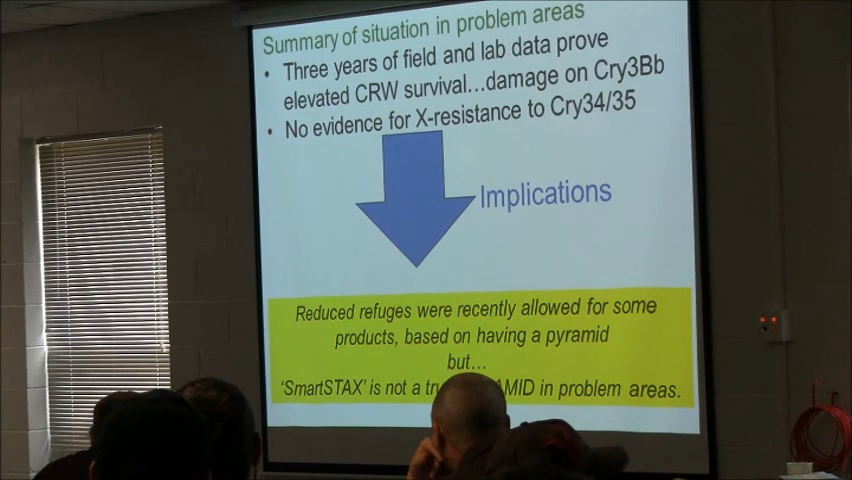 Summary of situation in problem areas
• Three years of field and lab data prove
elevated CRW survival…damage on Cry3Bb
• No evidence for X-resistance to Cry34/35
Implications
Reduced refuges were recently allowed for some
products, based on having a pyramid
but…
‘SmartSTAX’ is not a in problem areas.